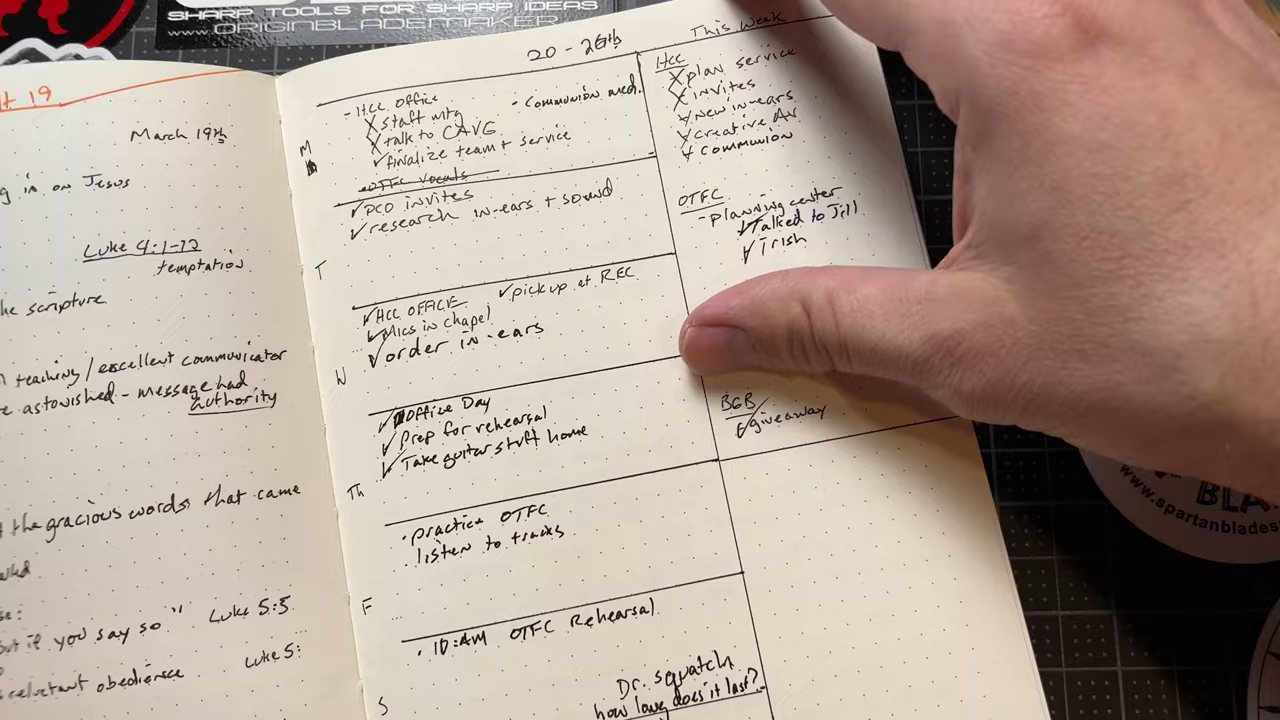 SHARP TOOLS FOR SHARP IDEAS
www.ORIGINBLADEMAKER
19
March 19th
g in on Jesus
Luke 4:1-12
temptation
he scripture
teaching/excellent communicator
e astonished - message had
authority
the gracious words that came
se:
but if you say so" Luke 5:5
reluctant obedience Luke 5:
20 - 26th
M
- HCC Office
- Communion med.
X staff mtg
X talk to CAVG
✓ finalize team + service
OTFC Vocals
T
✓ PCO invites
✓ research in-ears + sound
W
✓ HCC OFFICE ✓ pickup at REC
✓ Mics in chapel
✓ order in-ears
Th
✓ Office Day
✓ Prep for rehearsal
✓ Take guitar stuff home
F
· practice OTFC
listen to tracks
S
· 10:AM OTFC Rehearsal
Dr. Squatch
how long does it last?
This Week
HCC
X plan service
X invites
✓ new in-ears
✓ creative Av
✓ communion
OTFC
- planning center
✓ Talked to Jill
✓ Trish
BGB
✓ giveaway
BLA
www.spartanblades